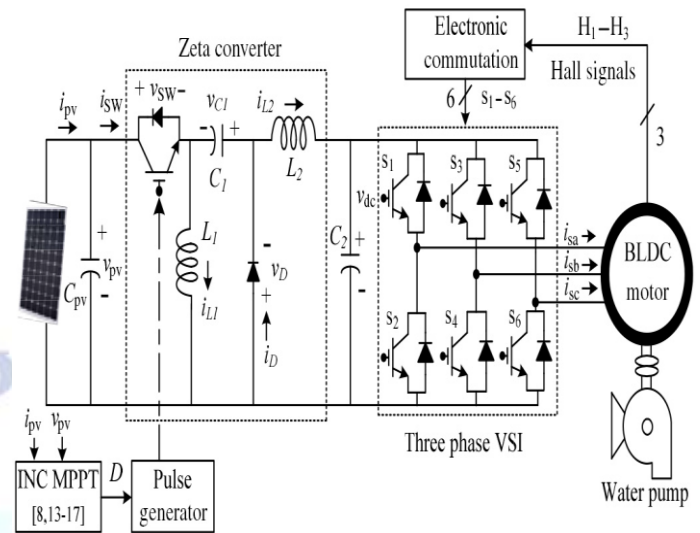 Electronic
commutation
H1–H3
Hall signals
Zeta converter
6
s1–s6
3
ipv
iSW
+ vSW -
vC1
- +
C1
iL2
L2
s1
s3
s5
vdc
+
vpv
-
Cpv
L1
iL1
-
vD
+
iD
C2
+
-
isa
isb
isc
BLDC
motor
s2
s4
s6
Three phase VSI
Water pump
ipv
vpv
INC MPPT
[8,13-17]
D
Pulse
generator